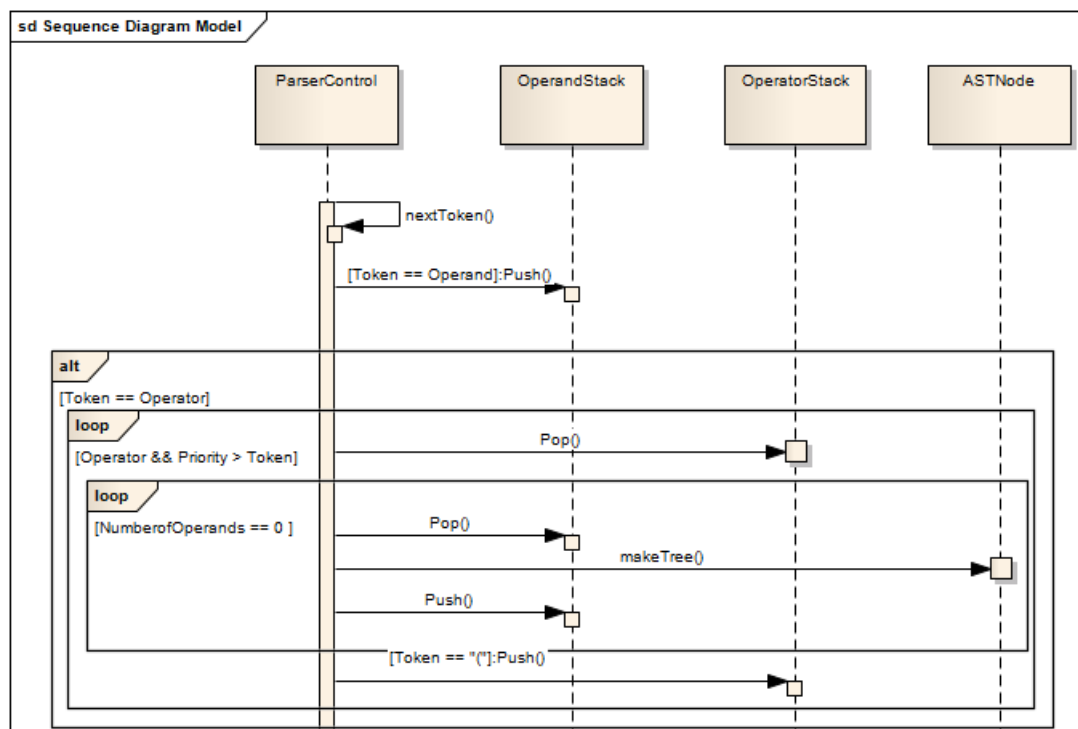 sd Sequence Diagram Model
ParserControl
OperandStack
OperatorStack
ASTNode
nextToken()
[Token == Operand]:Push()
alt
[Token == Operator]
loop
[Operator && Priority > Token]
Pop()
loop
[NumberofOperands == 0 ]
Pop()
makeTree()
Push()
[Token == "("]:Push()